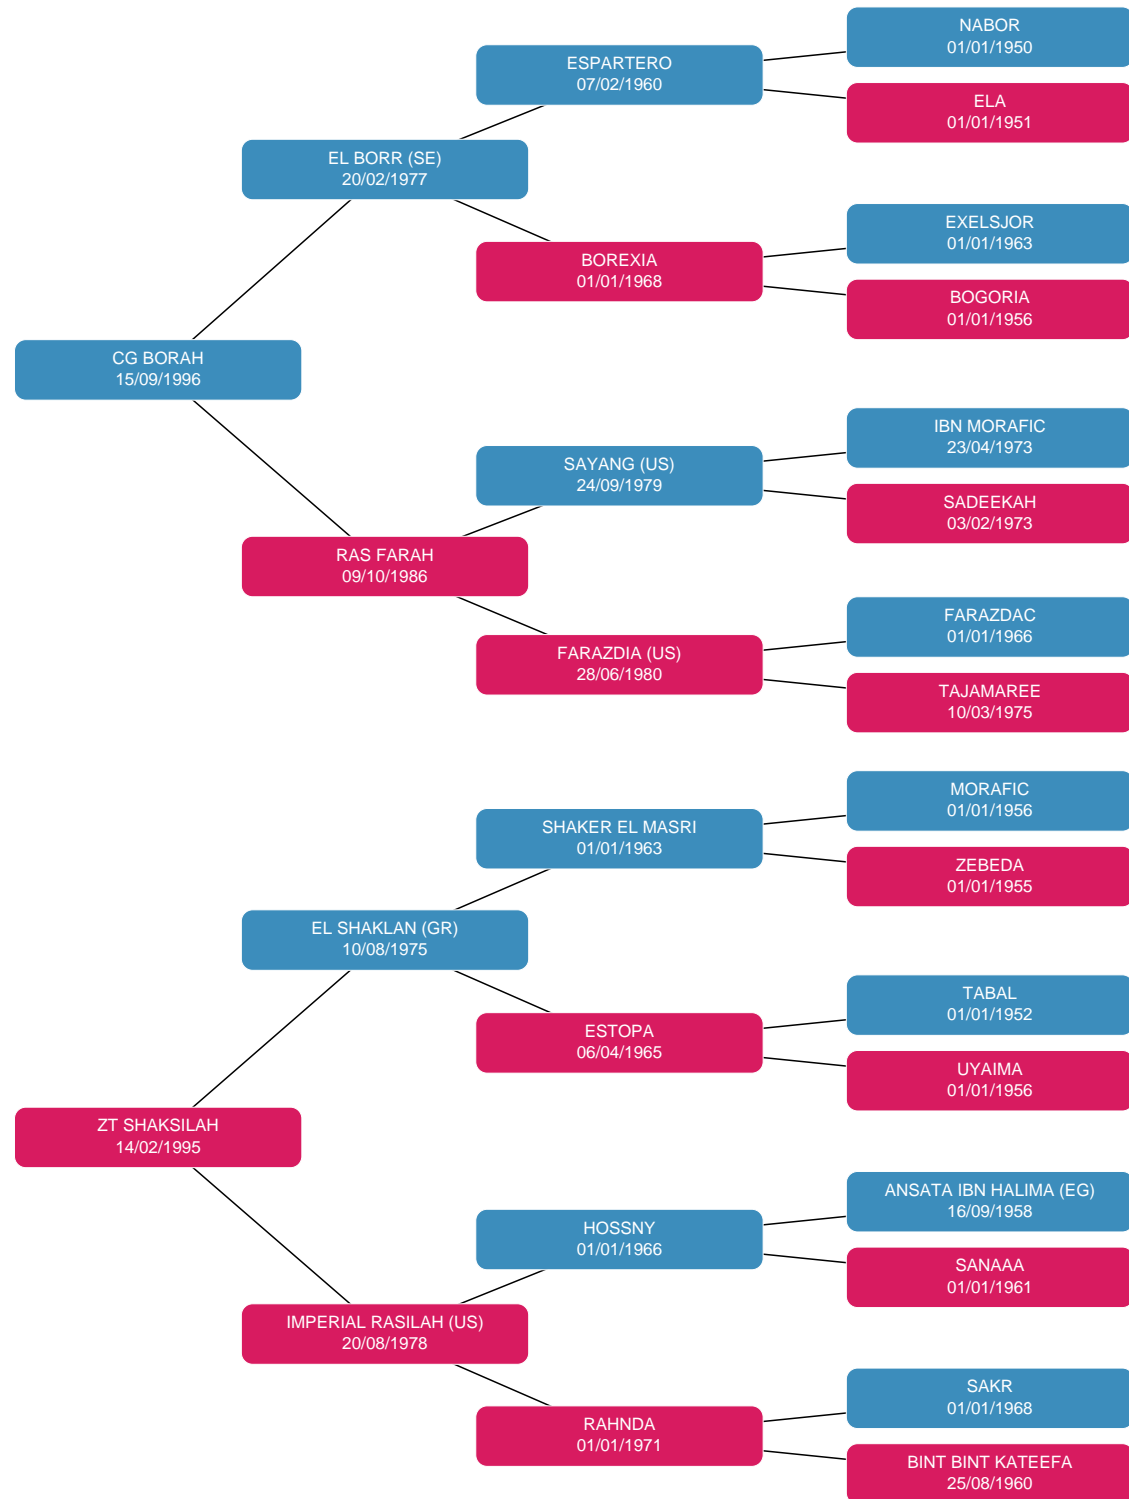 NABOR
01/01/1950
ESPARTERO
07/02/1960
ELA
01/01/1951
EL BORR (SE)
20/02/1977
EXELSJOR
01/01/1963
BOREXIA
01/01/1968
BOGORIA
01/01/1956
CG BORAH
15/09/1996
IBN MORAFIC
23/04/1973
SAYANG (US)
24/09/1979
SADEEKAH
03/02/1973
RAS FARAH
09/10/1986
FARAZDAC
01/01/1966
FARAZDIA (US)
28/06/1980
TAJAMAREE
10/03/1975
MORAFIC
01/01/1956
SHAKER EL MASRI
01/01/1963
ZEBEDA
01/01/1955
EL SHAKLAN (GR)
10/08/1975
TABAL
01/01/1952
ESTOPA
06/04/1965
UYAIMA
01/01/1956
ZT SHAKSILAH
14/02/1995
ANSATA IBN HALIMA (EG)
16/09/1958
HOSSNY
01/01/1966
SANAAA
01/01/1961
IMPERIAL RASILAH (US)
20/08/1978
SAKR
01/01/1968
RAHNDA
01/01/1971
BINT BINT KATEEFA
25/08/1960